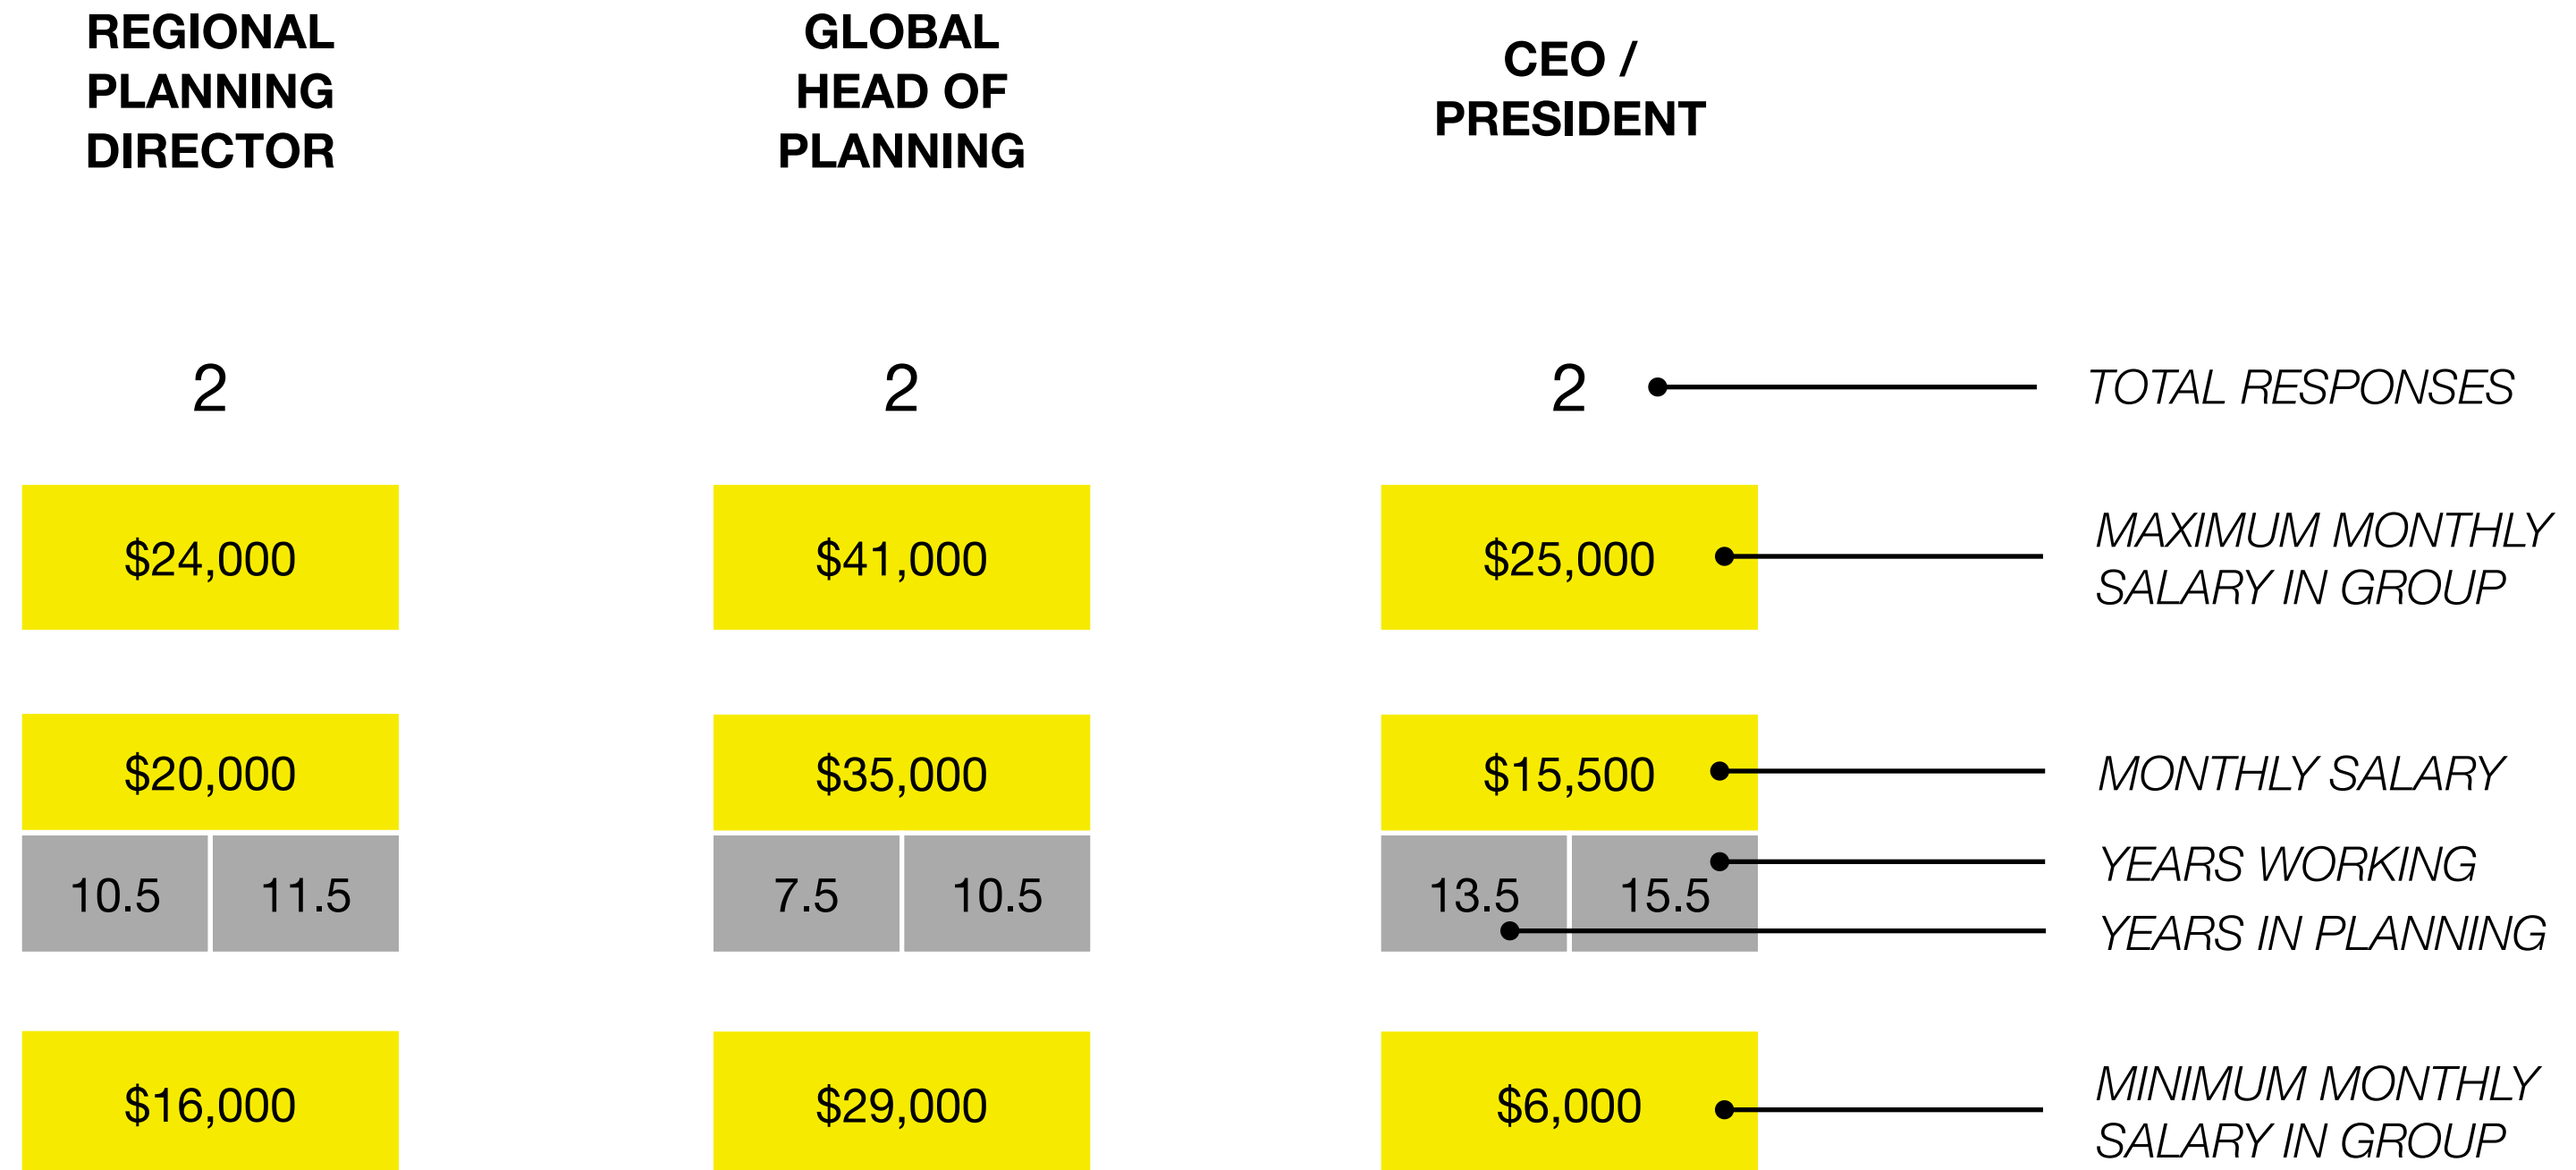 REGIONAL
PLANNING
DIRECTOR
GLOBAL
HEAD OF
PLANNING
CEO /
PRESIDENT
2
2
2
TOTAL RESPONSES
$24,000
$41,000
$25,000
MAXIMUM MONTHLY
SALARY IN GROUP
$20,000
$35,000
$15,500
MONTHLY SALARY
10.5
11.5
7.5
10.5
13.5
15.5
YEARS WORKING
YEARS IN PLANNING
$16,000
$29,000
$6,000
MINIMUM MONTHLY
SALARY IN GROUP